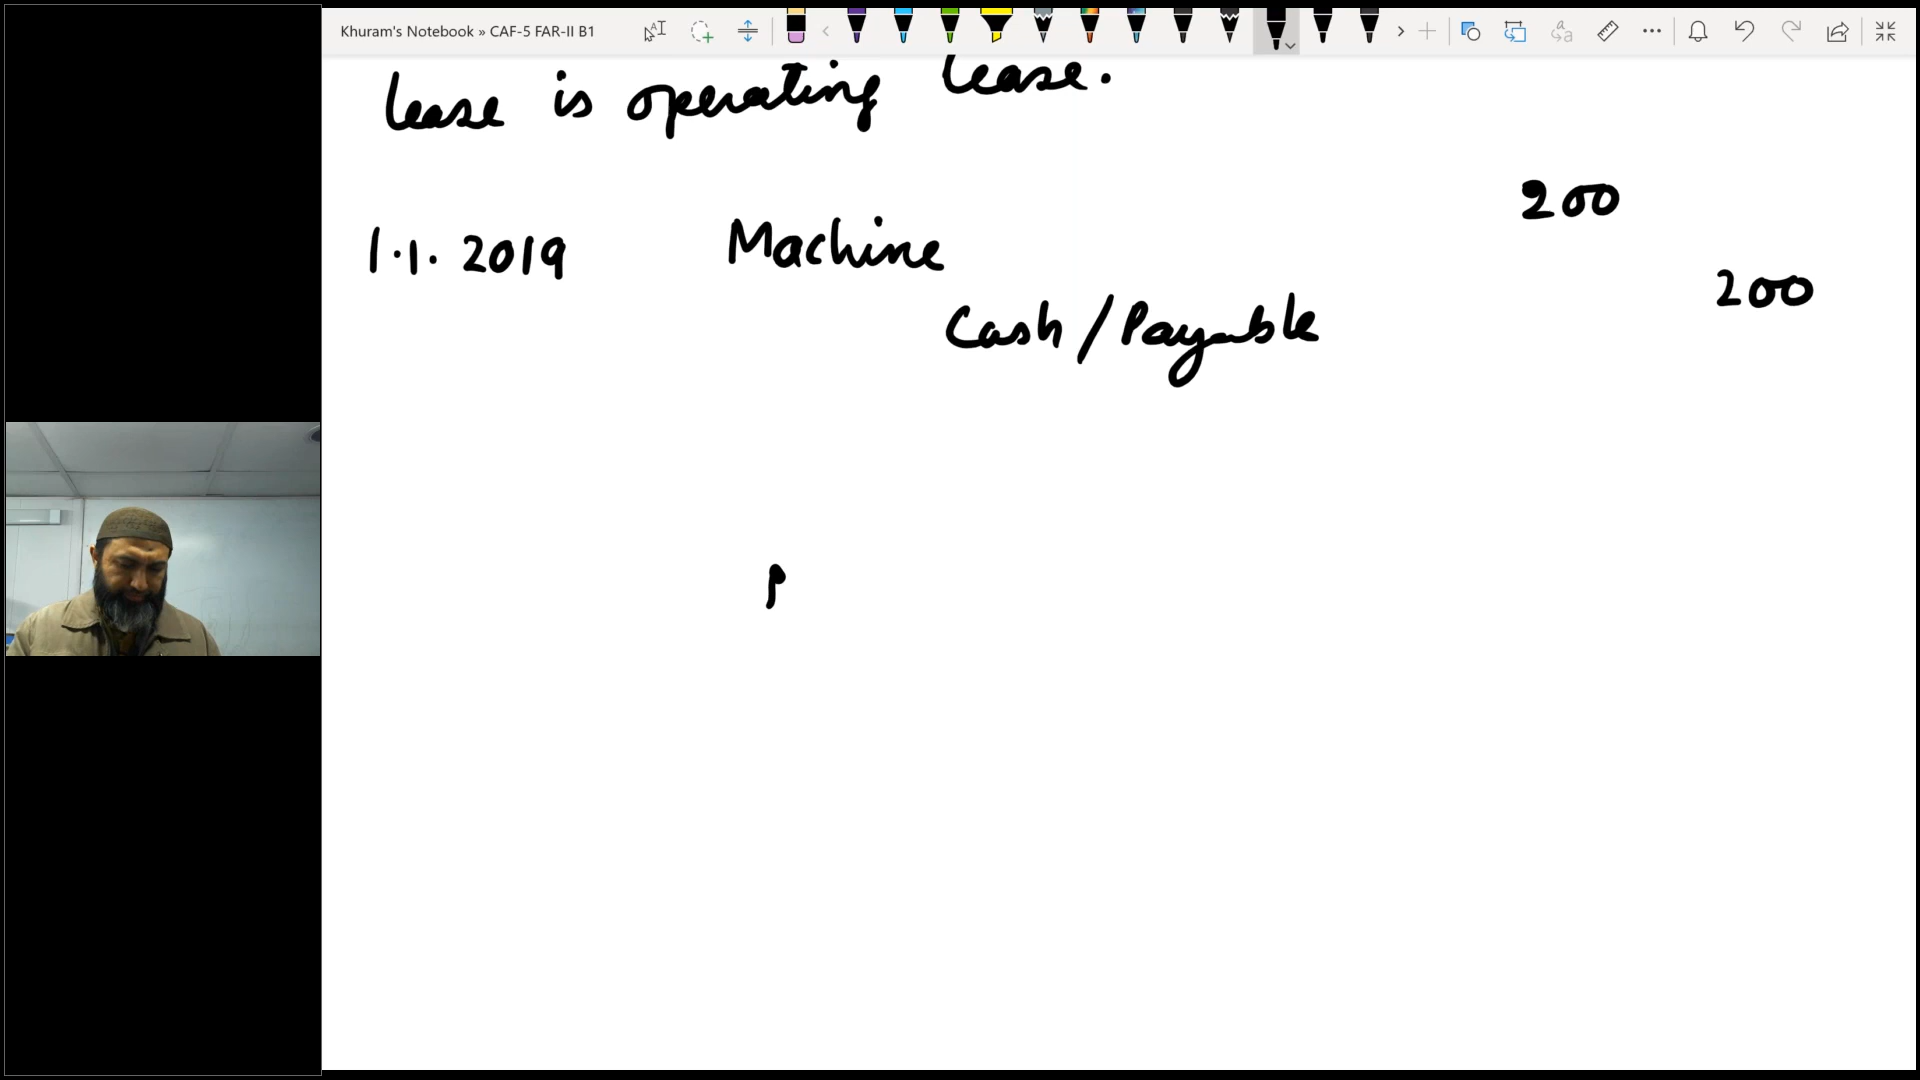 Khuram's Notebook » CAF-5 FAR-II B1
lease is operating lease.
1.1.2019 Machine 200
Cash/Payable 200